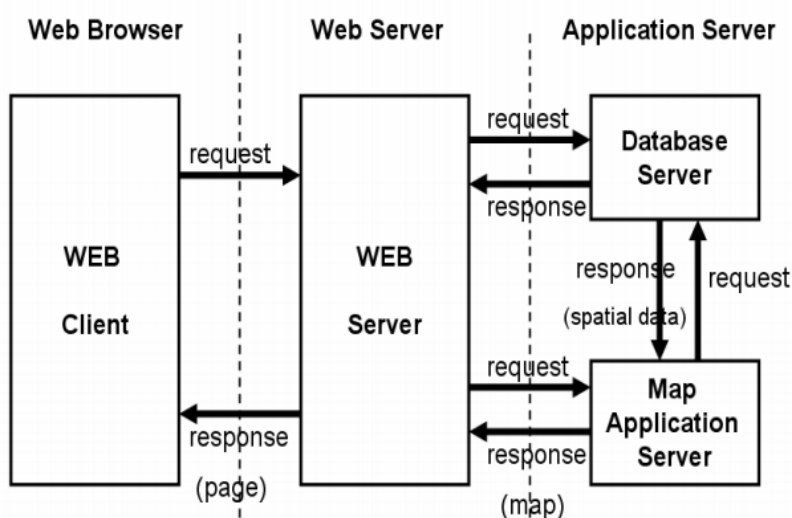 Web Browser
Web Server
Application Server
request
request
Database
Server
response
WEB
Client
WEB
Server
response
(spatial data)
request
request
Map
Application
Server
response
response
(page)
(map)